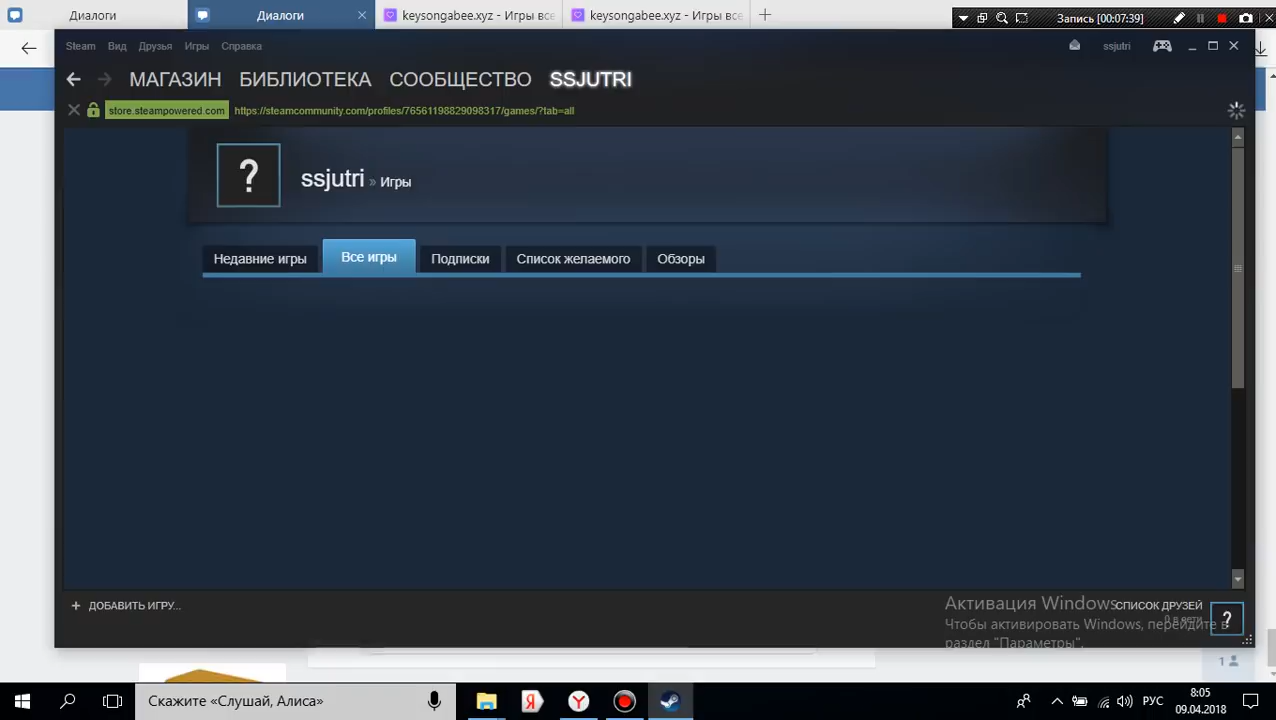 Диалоги
Диалоги
keysongabee.xyz - Игры все
keysongabee.xyz - Игры все
Запись [00:07:39]
Steam Вид Друзья Игры Справка
ssjutri
МАГАЗИН БИБЛИОТЕКА СООБЩЕСТВО SSJUTRI
store.steampowered.com https://steamcommunity.com/profiles/76561198829098317/games/?tab=all
?
ssjutri » Игры
Недавние игры Все игры Подписки Список желаемого Обзоры
+ ДОБАВИТЬ ИГРУ...
Активация Windows
СПИСОК ДРУЗЕЙ
Чтобы активировать Windows, перейдите в
раздел "Параметры".
?
1
Скажите «Слушай, Алиса»
РУС
8:05
09.04.2018